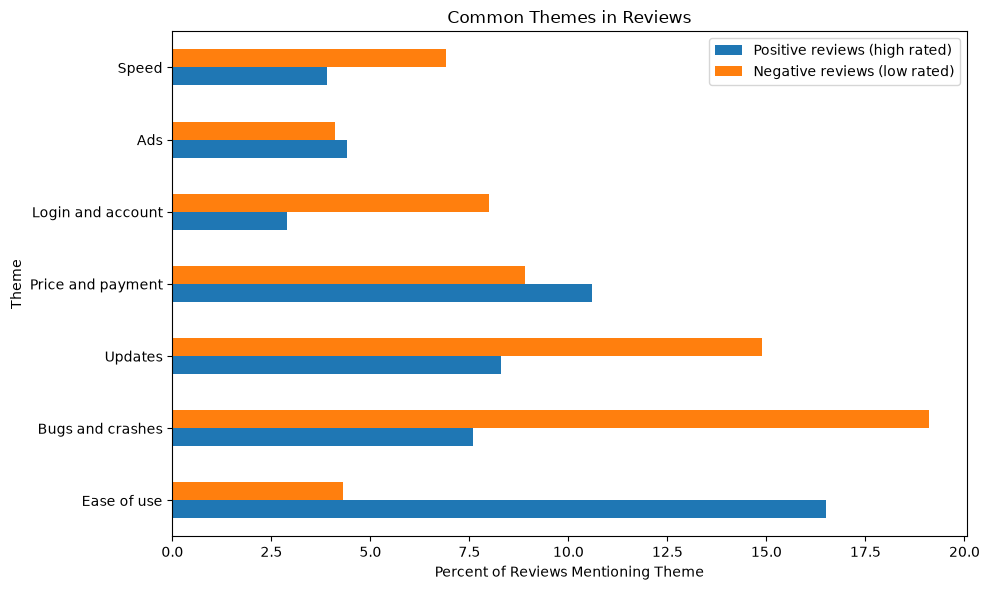 Common Themes in Reviews
Positive reviews (high rated)
Negative reviews (low rated)
Theme
Speed
Ads
Login and account
Price and payment
Updates
Bugs and crashes
Ease of use
0.0 2.5 5.0 7.5 10.0 12.5 15.0 17.5 20.0
Percent of Reviews Mentioning Theme